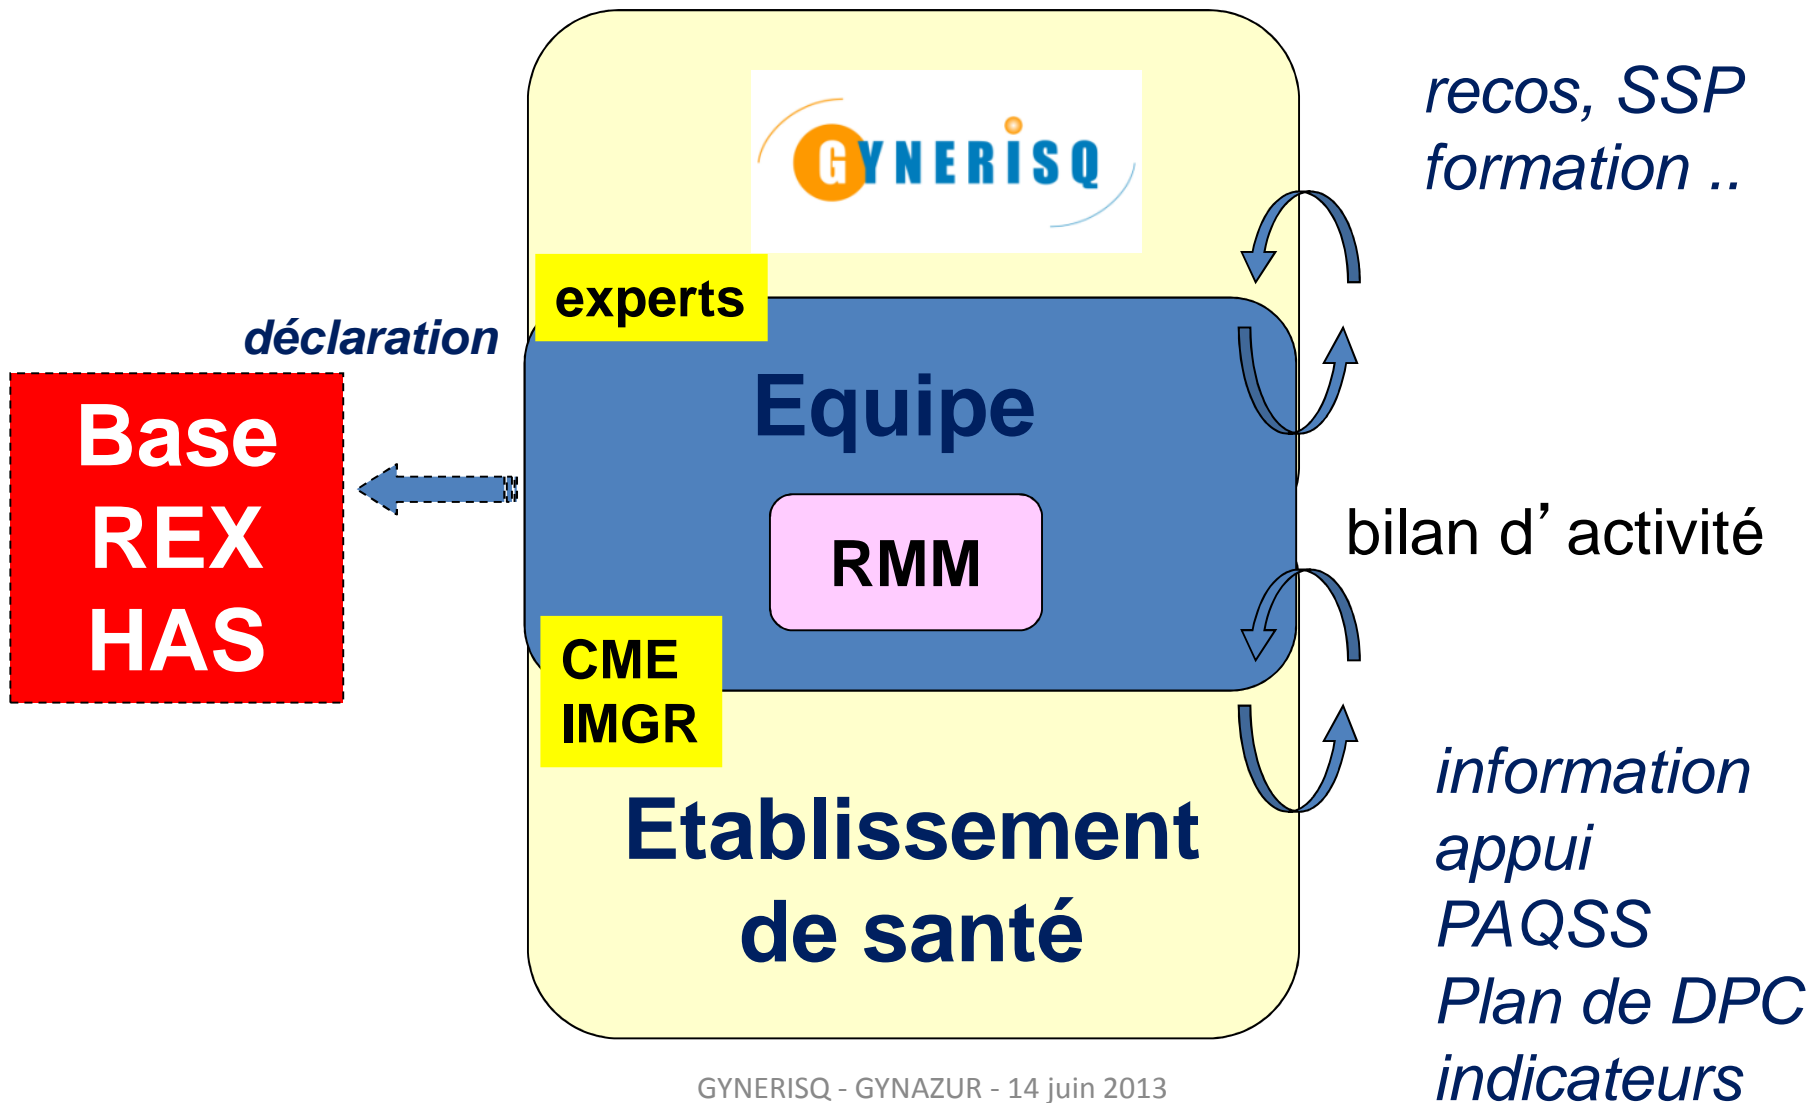 GYNERISQ
recos, SSP
formation ..
experts
déclaration
Equipe
Base
REX
HAS
RMM
bilan d’ activité
CME
IMGR
Etablissement
de santé
information
appui
PAQSS
Plan de DPC
indicateurs
GYNERISQ - GYNAZUR - 14 juin 2013